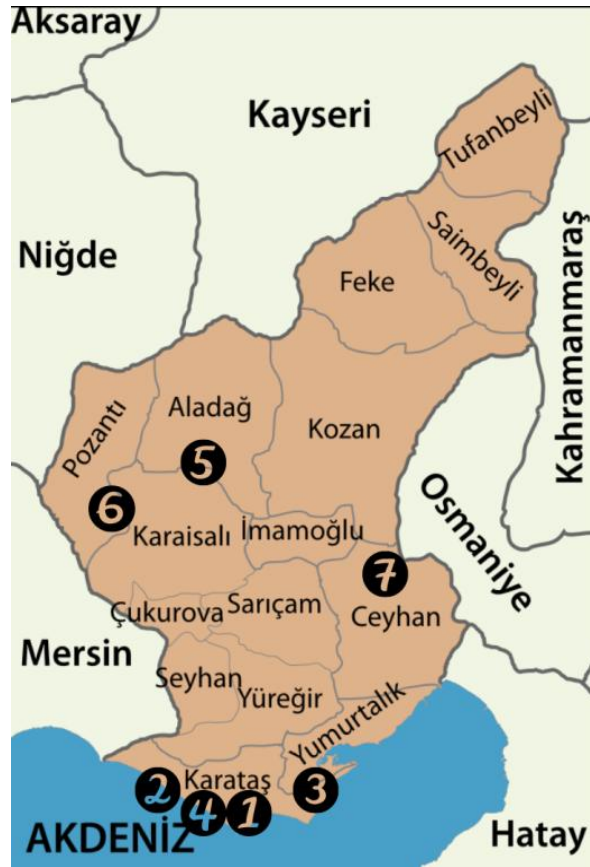 Aksaray
Kayseri
Tufanbeyli
Niğde
Saimbeyli
Feke
Kahramanmaraş
Pozantı
Aladağ
Kozan
5
6
Osmaniye
Karaisalı
İmamoğlu
7
Çukurova
Sarıçam
Ceyhan
Mersin
Seyhan
Yüreğir
Yumurtalık
Karataş
2
3
4
1
AKDENİZ
Hatay